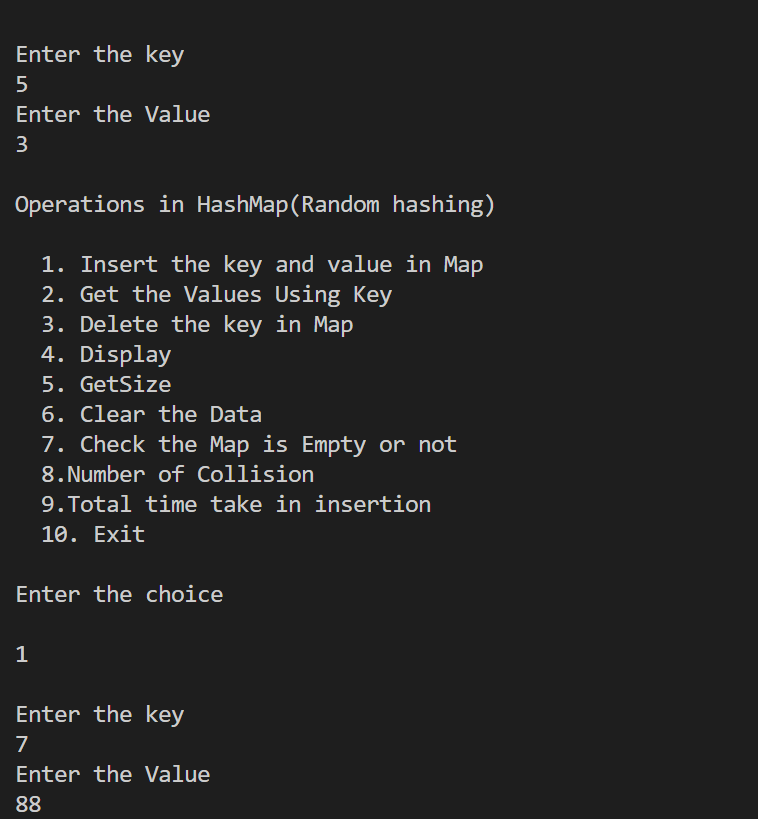 Enter the key
5
Enter the Value
3
Operations in HashMap(Random hashing)
1. Insert the key and value in Map
2. Get the Values Using Key
3. Delete the key in Map
4. Display
5. GetSize
6. Clear the Data
7. Check the Map is Empty or not
8.Number of Collision
9.Total time take in insertion
10. Exit
Enter the choice
1
Enter the key
7
Enter the Value
88